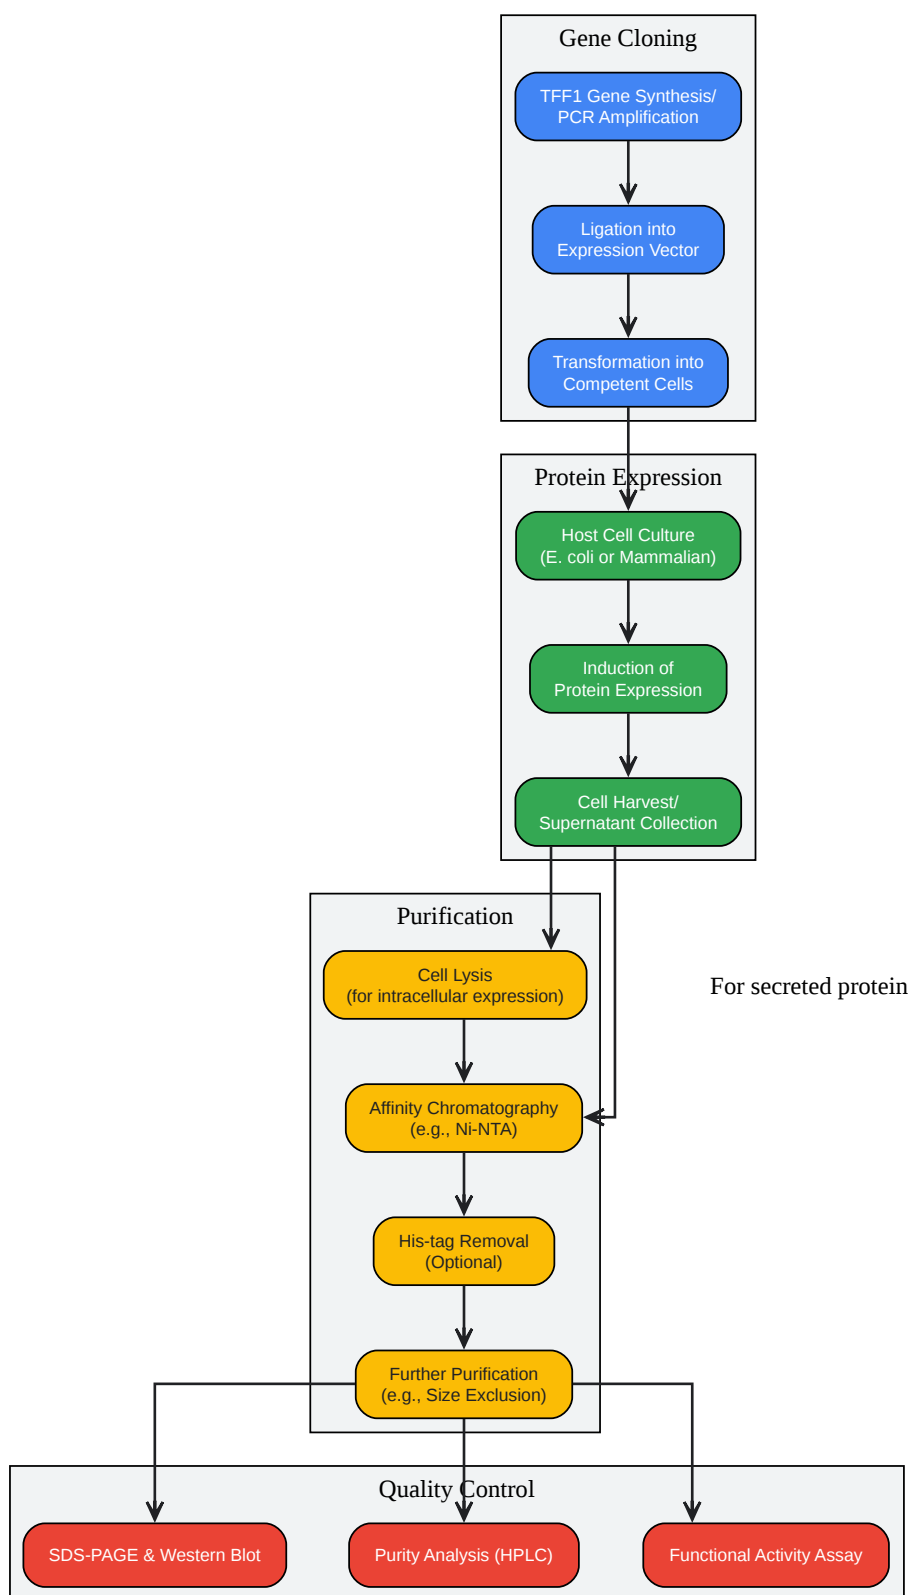 Gene Cloning
TFF1 Gene Synthesis/
PCR Amplification
Ligation into
Expression Vector
Transformation into
Competent Cells
Protein Expression
Host Cell Culture
(E. coli or Mammalian)
Induction of
Protein Expression
Cell Harvest/
Supernatant Collection
Purification
Cell Lysis
(for intracellular expression)
For secreted protein
Affinity Chromatography
(e.g., Ni-NTA)
His-tag Removal
(Optional)
Further Purification
(e.g., Size Exclusion)
Quality Control
SDS-PAGE & Western Blot
Purity Analysis (HPLC)
Functional Activity Assay